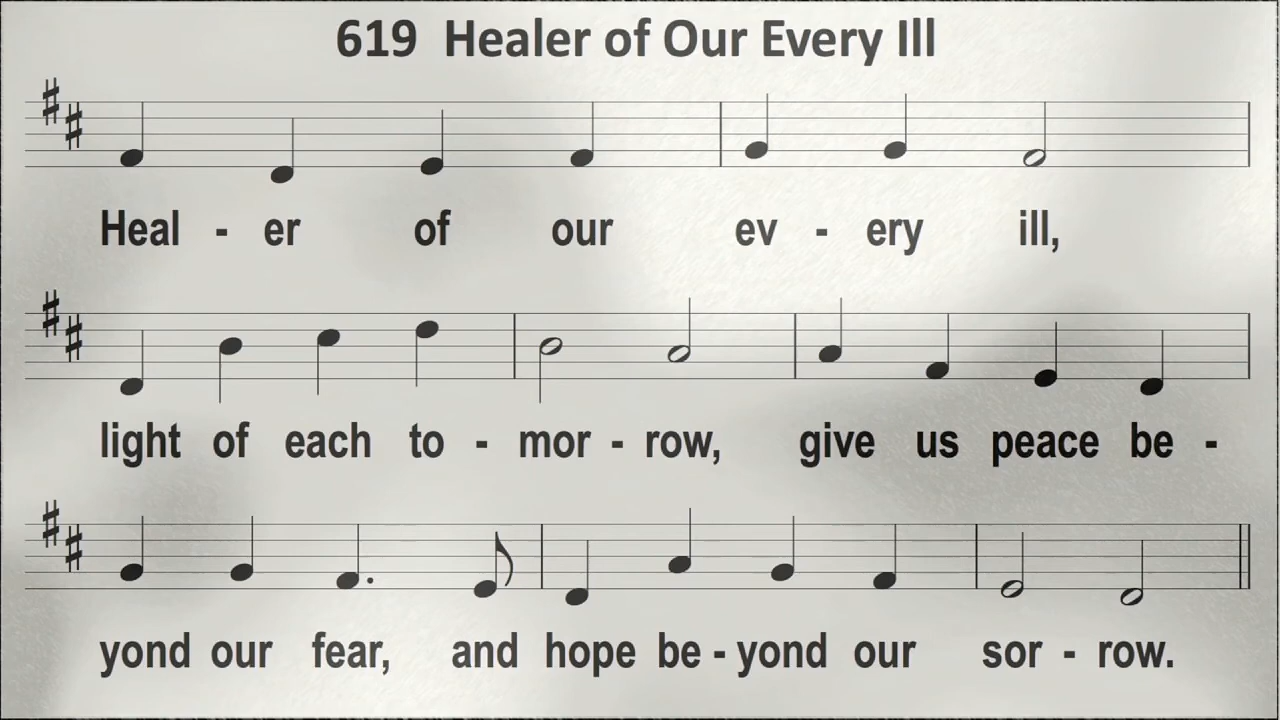 619 Healer of Our Every Ill
Heal - er of our ev - ery ill,
light of each to - mor - row, give us peace be -
yond our fear, and hope be - yond our sor - row.